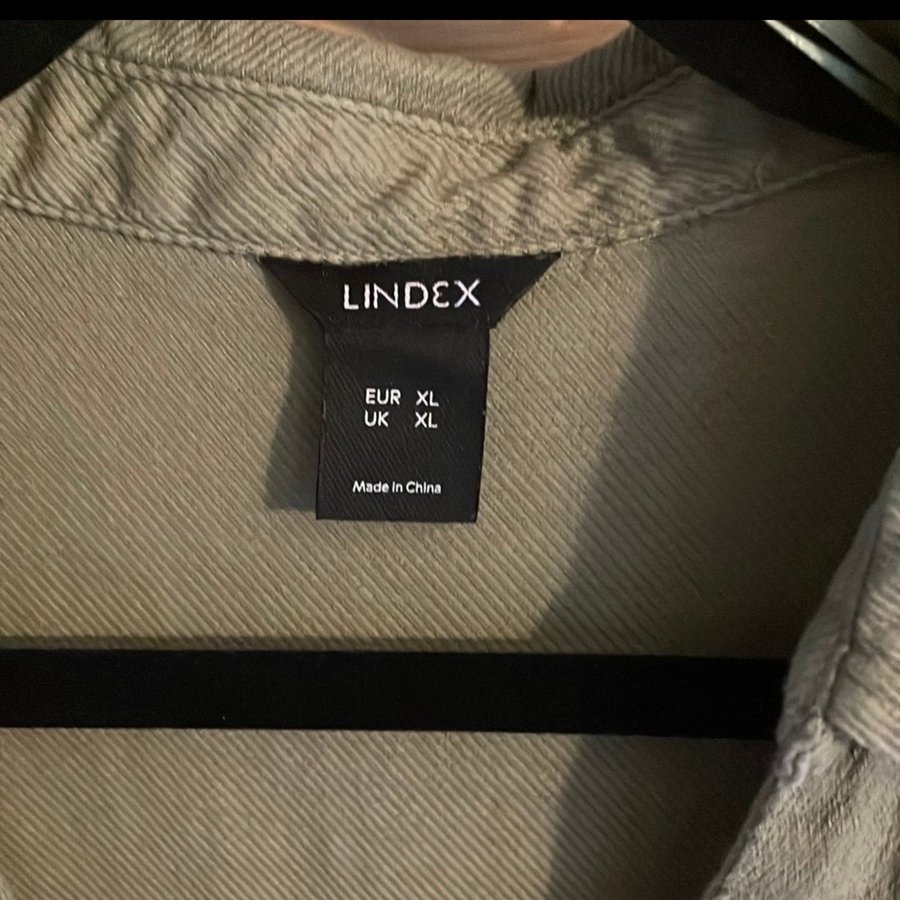 LINDEX
EUR XL
UK XL
Made in China